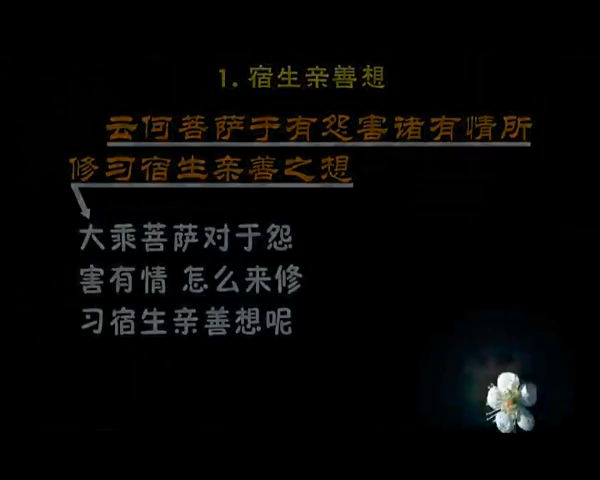 1. 宿生亲善想
云何菩萨于有怨害诸有情所
修习宿生亲善之想
大乘菩萨对于怨
害有情 怎么来修
习宿生亲善想呢